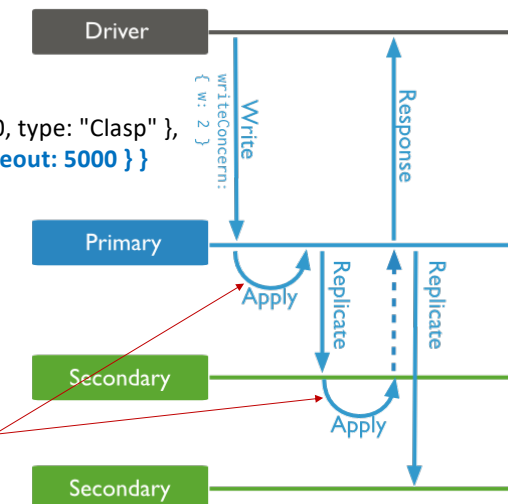 Driver
0, type: "Clasp" },
eout: 5000 } }
Write
writeConcern:
{ w: 2 }
Response
Primary
Apply
Replicate
Replicate
Secondary
Apply
Secondary